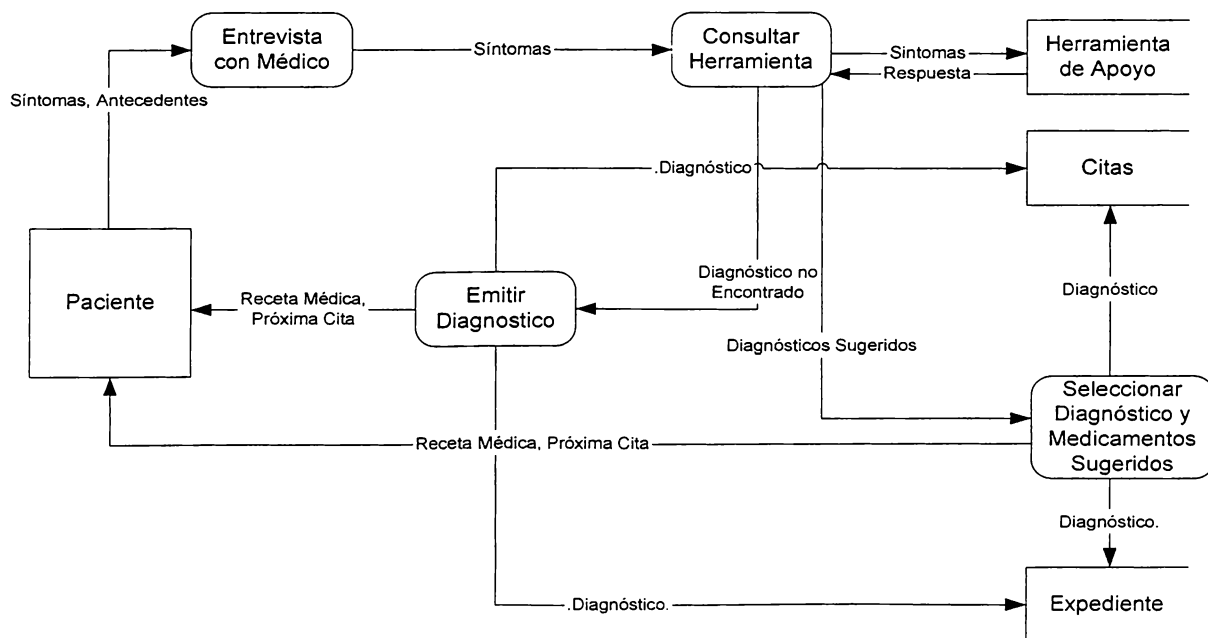 Entrevista
con Médico
Síntomas
Consultar
Herramienta
Sintomas
Respuesta
Herramienta
de Apoyo
Síntomas, Antecedentes
.Diagnóstico
Citas
Paciente
Receta Médica,
Próxima Cita
Emitir
Diagnostico
Diagnóstico no
Encontrado
Diagnóstico
Diagnósticos Sugeridos
Seleccionar
Diagnóstico y
Medicamentos
Sugeridos
Receta Médica, Próxima Cita
Diagnóstico.
.Diagnóstico.
Expediente